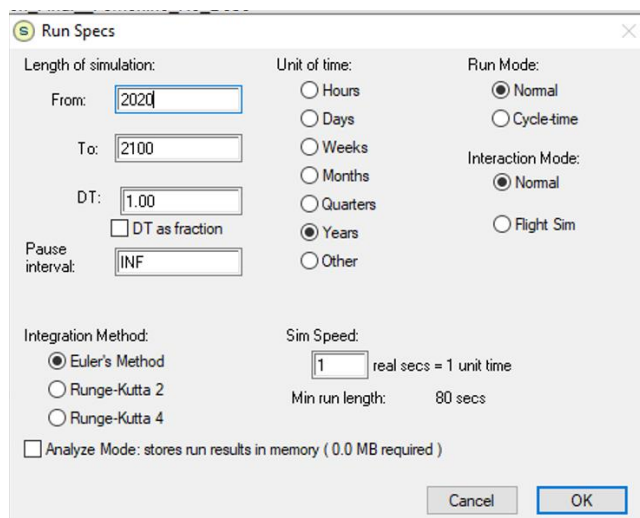 Run Specs
Length of simulation:
From: 2020
To: 2100
DT: 1.00
DT as fraction
Pause
interval: INF
Unit of time:
Hours
Days
Weeks
Months
Quarters
Years
Other
Run Mode:
Normal
Cycle-time
Interaction Mode:
Normal
Flight Sim
Integration Method:
Euler's Method
Runge-Kutta 2
Runge-Kutta 4
Sim Speed:
1 real secs = 1 unit time
Min run length: 80 secs
Analyze Mode: stores run results in memory ( 0.0 MB required )
Cancel OK